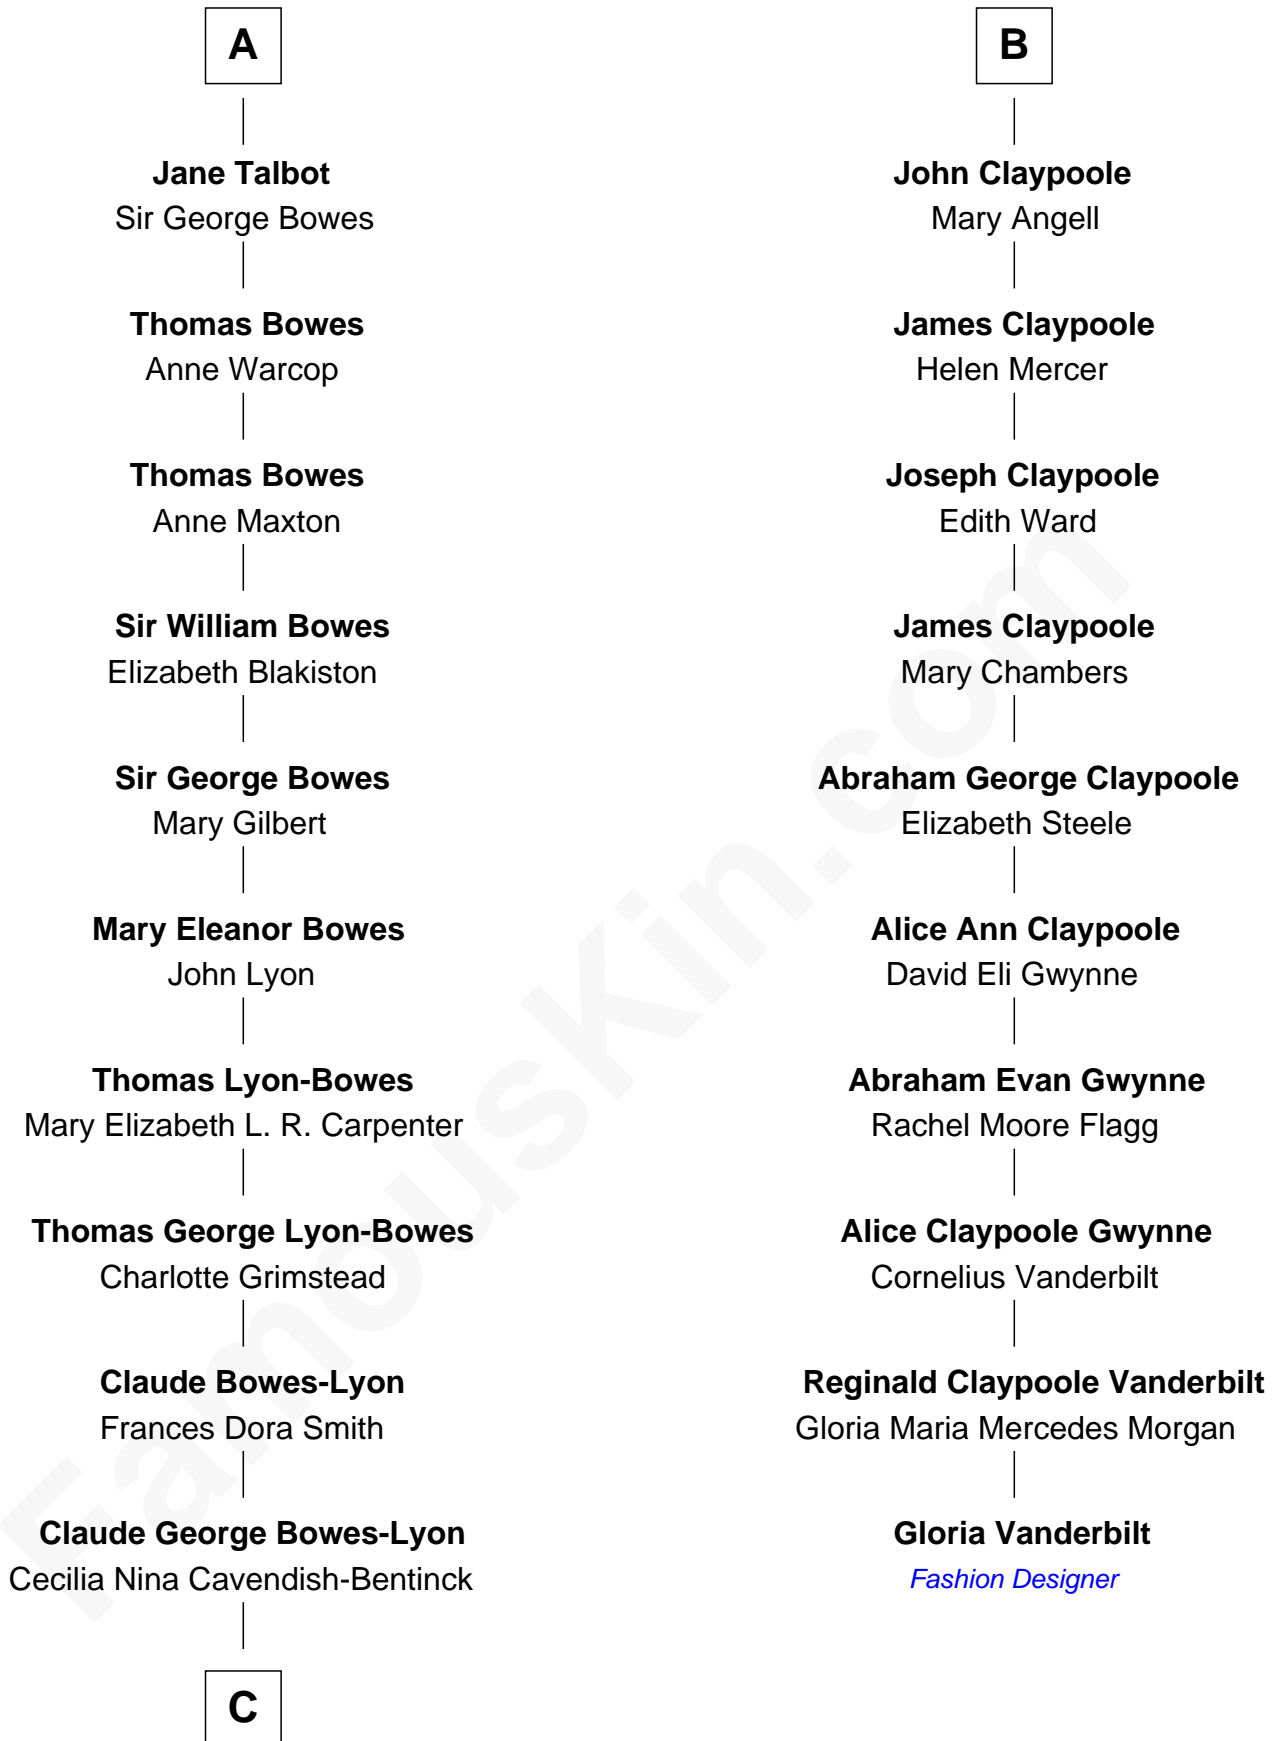 A
Jane Talbot
Sir George Bowes
Thomas Bowes
Anne Warcop
Thomas Bowes
Anne Maxton
Sir William Bowes
Elizabeth Blakiston
Sir George Bowes
Mary Gilbert
Mary Eleanor Bowes
John Lyon
Thomas Lyon-Bowes
Mary Elizabeth L. R. Carpenter
Thomas George Lyon-Bowes
Charlotte Grimstead
Claude Bowes-Lyon
Frances Dora Smith
Claude George Bowes-Lyon
Cecilia Nina Cavendish-Bentinck
C
B
John Claypoole
Mary Angell
James Claypoole
Helen Mercer
Joseph Claypoole
Edith Ward
James Claypoole
Mary Chambers
Abraham George Claypoole
Elizabeth Steele
Alice Ann Claypoole
David Eli Gwynne
Abraham Evan Gwynne
Rachel Moore Flagg
Alice Claypoole Gwynne
Cornelius Vanderbilt
Reginald Claypoole Vanderbilt
Gloria Maria Mercedes Morgan
Gloria Vanderbilt
Fashion Designer
FamousKin.com